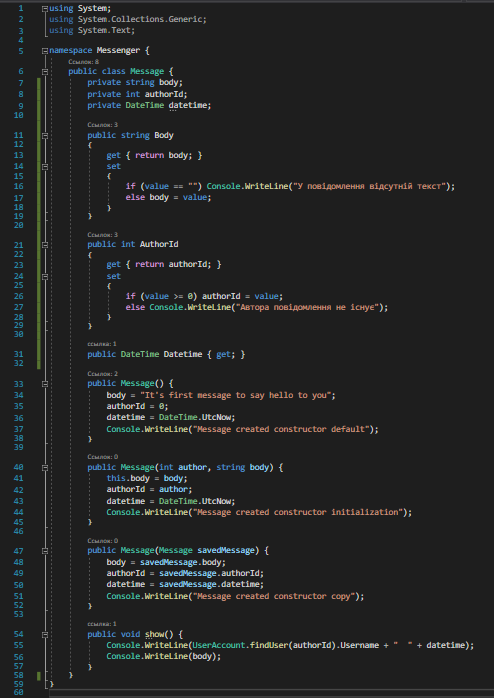 1 using System;
2 using System.Collections.Generic;
3 using System.Text;
4
5 namespace Messenger {
Ссылок: 8
6 public class Message {
7 private string body;
8 private int authorId;
9 private DateTime datetime;
10
Ссылок: 3
11 public string Body
12 {
13 get { return body; }
14 set
15 {
16 if (value == "") Console.WriteLine("У повідомлення відсутній текст");
17 else body = value;
18 }
19 }
20
Ссылок: 3
21 public int AuthorId
22 {
23 get { return authorId; }
24 set
25 {
26 if (value >= 0) authorId = value;
27 else Console.WriteLine("Автора повідомлення не існує");
28 }
29 }
30
ссылка: 1
31 public DateTime Datetime { get; }
32
Ссылок: 2
33 public Message() {
34 body = "It's first message to say hello to you";
35 authorId = 0;
36 datetime = DateTime.UtcNow;
37 Console.WriteLine("Message created constructor default");
38 }
39
Ссылок: 0
40 public Message(int author, string body) {
41 this.body = body;
42 authorId = author;
43 datetime = DateTime.UtcNow;
44 Console.WriteLine("Message created constructor initialization");
45 }
46
Ссылок: 0
47 public Message(Message savedMessage) {
48 body = savedMessage.body;
49 authorId = savedMessage.authorId;
50 datetime = savedMessage.datetime;
51 Console.WriteLine("Message created constructor copy");
52 }
53
ссылка: 1
54 public void show() {
55 Console.WriteLine(UserAccount.findUser(authorId).Username + "  " + datetime);
56 Console.WriteLine(body);
57 }
58 }
59 }
60